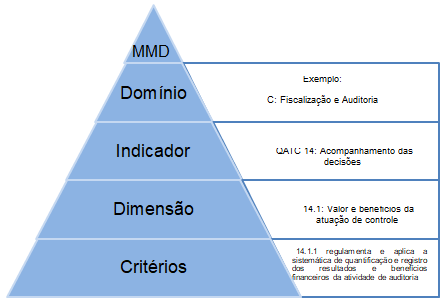 MMD
Domínio
Exemplo:
C: Fiscalização e Auditoria
Indicador
QATC 14: Acompanhamento das
decisões
Dimensão
14.1: Valor e benefícios da
atuação de controle
Critérios
14.1.1 regulamenta e aplica a
sistemática de quantificação e registro
dos resultados e benefícios
financeiros da atividade de auditoria